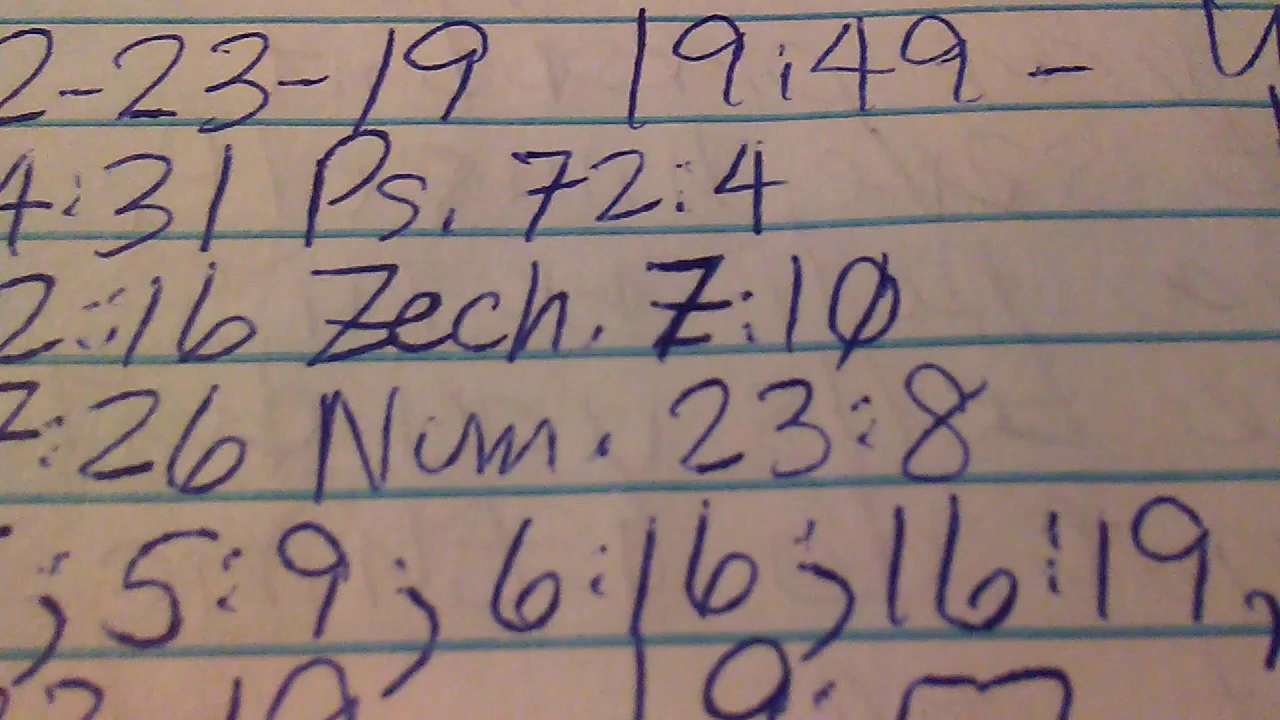 2-23-19 19:49 -
4:31 Ps. 72:4
2:16 Zech. 7:10
2:26 Num. 23:8
; 5:9; 6:16; 16:19,